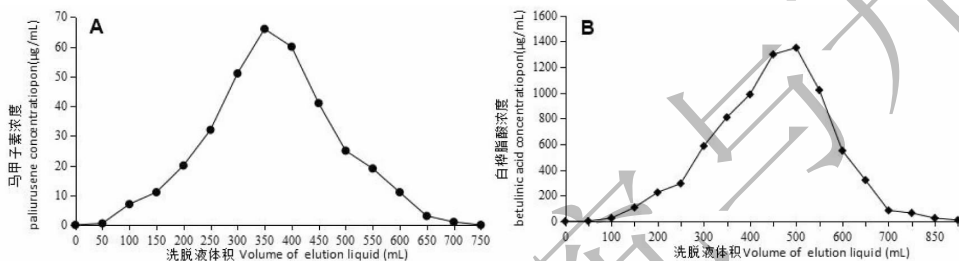 A
70
60
50
40
30
20
10
0
马甲子素浓度
paliurusene concentratiopon(μg/mL)
0 50 100 150 200 250 300 350 400 450 500 550 600 650 700 750
洗脱液体积 Volume of elution liquid (mL)
B
1600
1400
1200
1000
800
600
400
200
0
白桦脂酸浓度
betulinic acid concentratiopon(μg/mL)
0 100 200 300 400 500 600 700 850
洗脱液体积 Volume of elution liquid (mL)